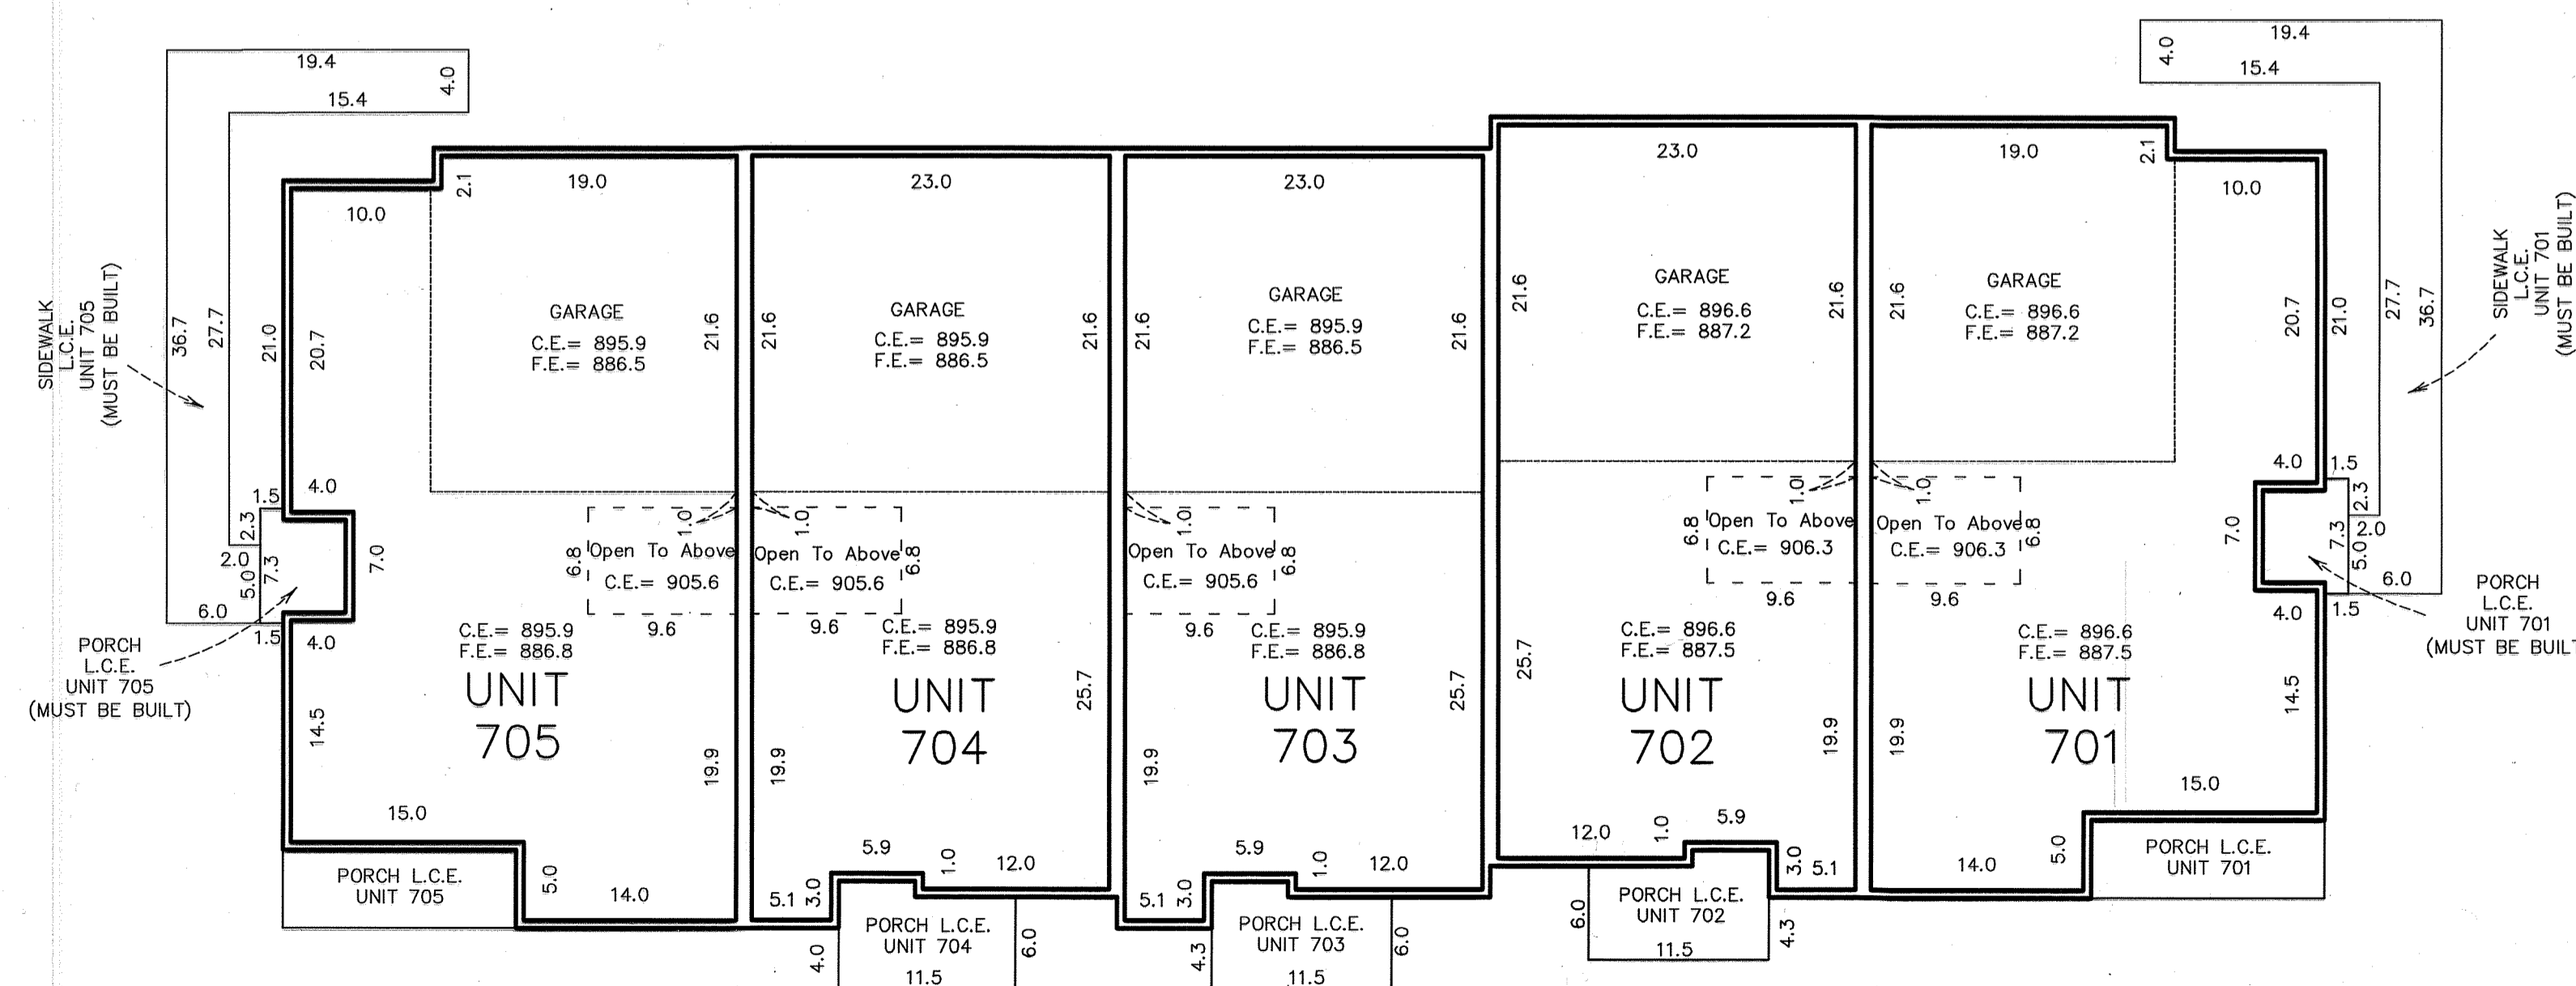 19.4
4.0
15.4
36.7
27.7
21.0
SIDEWALK
L.C.E.
UNIT 705
(MUST BE BUILT)
1.5
2.3
2.0
5.0
7.3
6.0
1.5
PORCH
L.C.E.
UNIT 705
(MUST BE BUILT)
10.0
2.1
19.0
20.7
GARAGE
C.E.= 895.9
F.E.= 886.5
21.6
4.0
7.0
4.0
1.0
6.8
Open To Above
C.E.= 905.6
9.6
C.E.= 895.9
F.E.= 886.8
UNIT
705
14.5
19.9
15.0
5.0
14.0
PORCH L.C.E.
UNIT 705
23.0
GARAGE
C.E.= 895.9
F.E.= 886.5
21.6
21.6
1.0
Open To Above
C.E.= 905.6
6.8
9.6
C.E.= 895.9
F.E.= 886.8
UNIT
704
25.7
19.9
5.9
1.0
12.0
5.1
3.0
PORCH L.C.E.
UNIT 704
4.0
6.0
11.5
23.0
GARAGE
C.E.= 895.9
F.E.= 886.5
21.6
21.6
1.0
Open To Above
C.E.= 905.6
6.8
9.6
C.E.= 895.9
F.E.= 886.8
UNIT
703
25.7
19.9
5.9
1.0
12.0
5.1
3.0
PORCH L.C.E.
UNIT 703
4.3
6.0
11.5
23.0
GARAGE
C.E.= 896.6
F.E.= 887.2
21.6
21.6
1.0
6.8
Open To Above
C.E.= 906.3
9.6
C.E.= 896.6
F.E.= 887.5
UNIT
702
25.7
19.9
12.0
1.0
5.9
3.0
5.1
PORCH L.C.E.
UNIT 702
6.0
4.3
11.5
19.0
2.1
10.0
GARAGE
C.E.= 896.6
F.E.= 887.2
21.6
20.7
1.0
Open To Above
C.E.= 906.3
6.8
9.6
4.0
7.0
4.0
C.E.= 896.6
F.E.= 887.5
UNIT
701
19.9
14.5
15.0
5.0
14.0
PORCH L.C.E.
UNIT 701
19.4
4.0
15.4
21.0
27.7
36.7
SIDEWALK
L.C.E.
UNIT 701
(MUST BE BUILT)
1.5
2.3
2.0
7.3
5.0
6.0
1.5
PORCH
L.C.E.
UNIT 701
(MUST BE BUILT